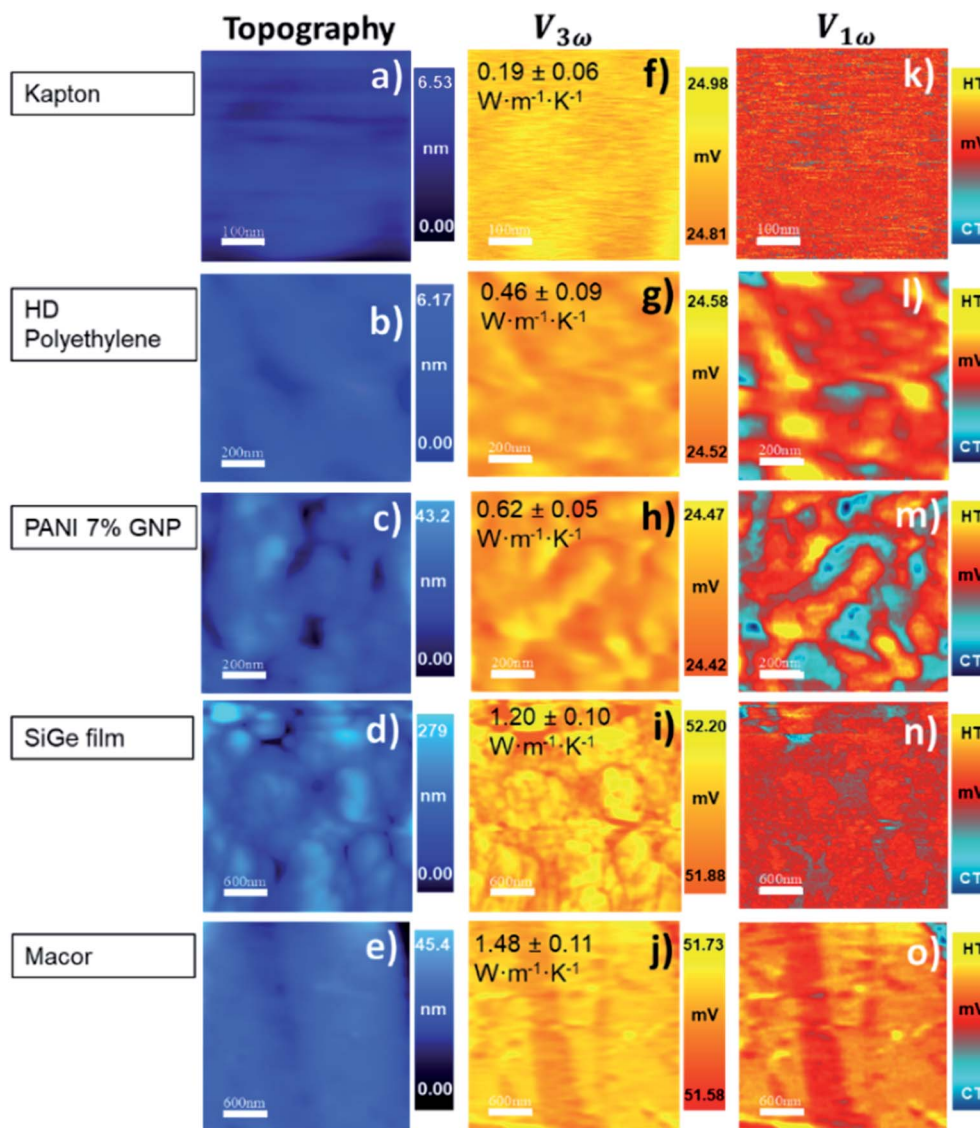 Topography V3ω V1ω
Kapton
a)
6.53
nm
0.00
100nm
0.19 ± 0.06
W·m⁻¹·K⁻¹
f)
24.98
mV
24.81
100nm
k)
HT
mV
CT
100nm
HD
Polyethylene
b)
6.17
nm
0.00
200nm
0.46 ± 0.09
W·m⁻¹·K⁻¹
g)
24.58
mV
24.52
200nm
l)
HT
mV
CT
200nm
PANI 7% GNP
c)
43.2
nm
0.00
200nm
0.62 ± 0.05
W·m⁻¹·K⁻¹
h)
24.47
mV
24.42
200nm
m)
HT
mV
CT
200nm
SiGe film
d)
279
nm
0.00
600nm
1.20 ± 0.10
W·m⁻¹·K⁻¹
i)
52.20
mV
51.88
600nm
n)
HT
mV
CT
600nm
Macor
e)
45.4
nm
0.00
600nm
1.48 ± 0.11
W·m⁻¹·K⁻¹
j)
51.73
mV
51.58
600nm
o)
HT
mV
CT
600nm